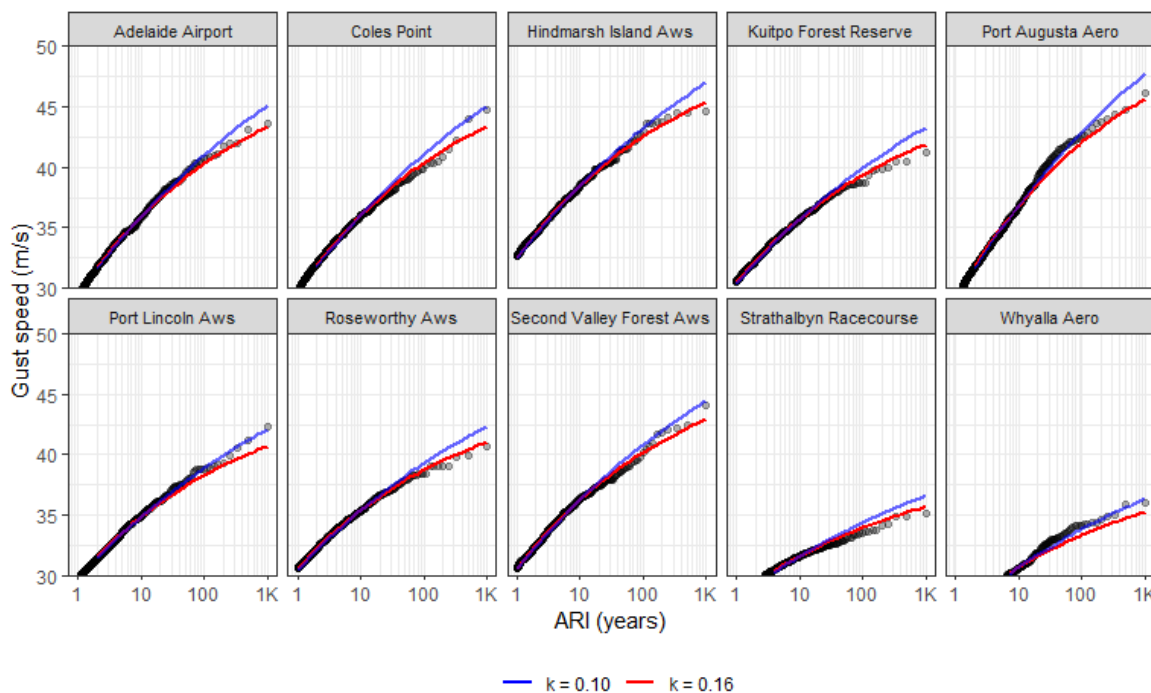 Adelaide Airport Coles Point Hindmarsh Island Aws Kuitpo Forest Reserve Port Augusta Aero
50
45
40
35
30
Gust speed (m/s)
Port Lincoln Aws Roseworthy Aws Second Valley Forest Aws Strathalbyn Racecourse Whyalla Aero
50
45
40
35
30
1 10 100 1K 1 10 100 1K 1 10 100 1K 1 10 100 1K 1 10 100 1K
ARI (years)
k = 0.10 k = 0.16